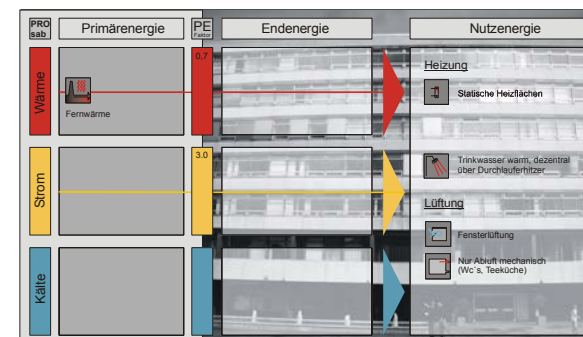 PRO
sab
Primärenergie
PE
Faktor
Endenergie
Nutzenergie
Wärme
Fernwärme
0,7
Heizung
Statische Heizflächen
Strom
3.0
Trinkwasser warm, dezentral
über Durchlauferhitzer
Lüftung
Fensterlüftung
Kälte
Nur Abluft mechanisch
(Wc`s, Teeküche)